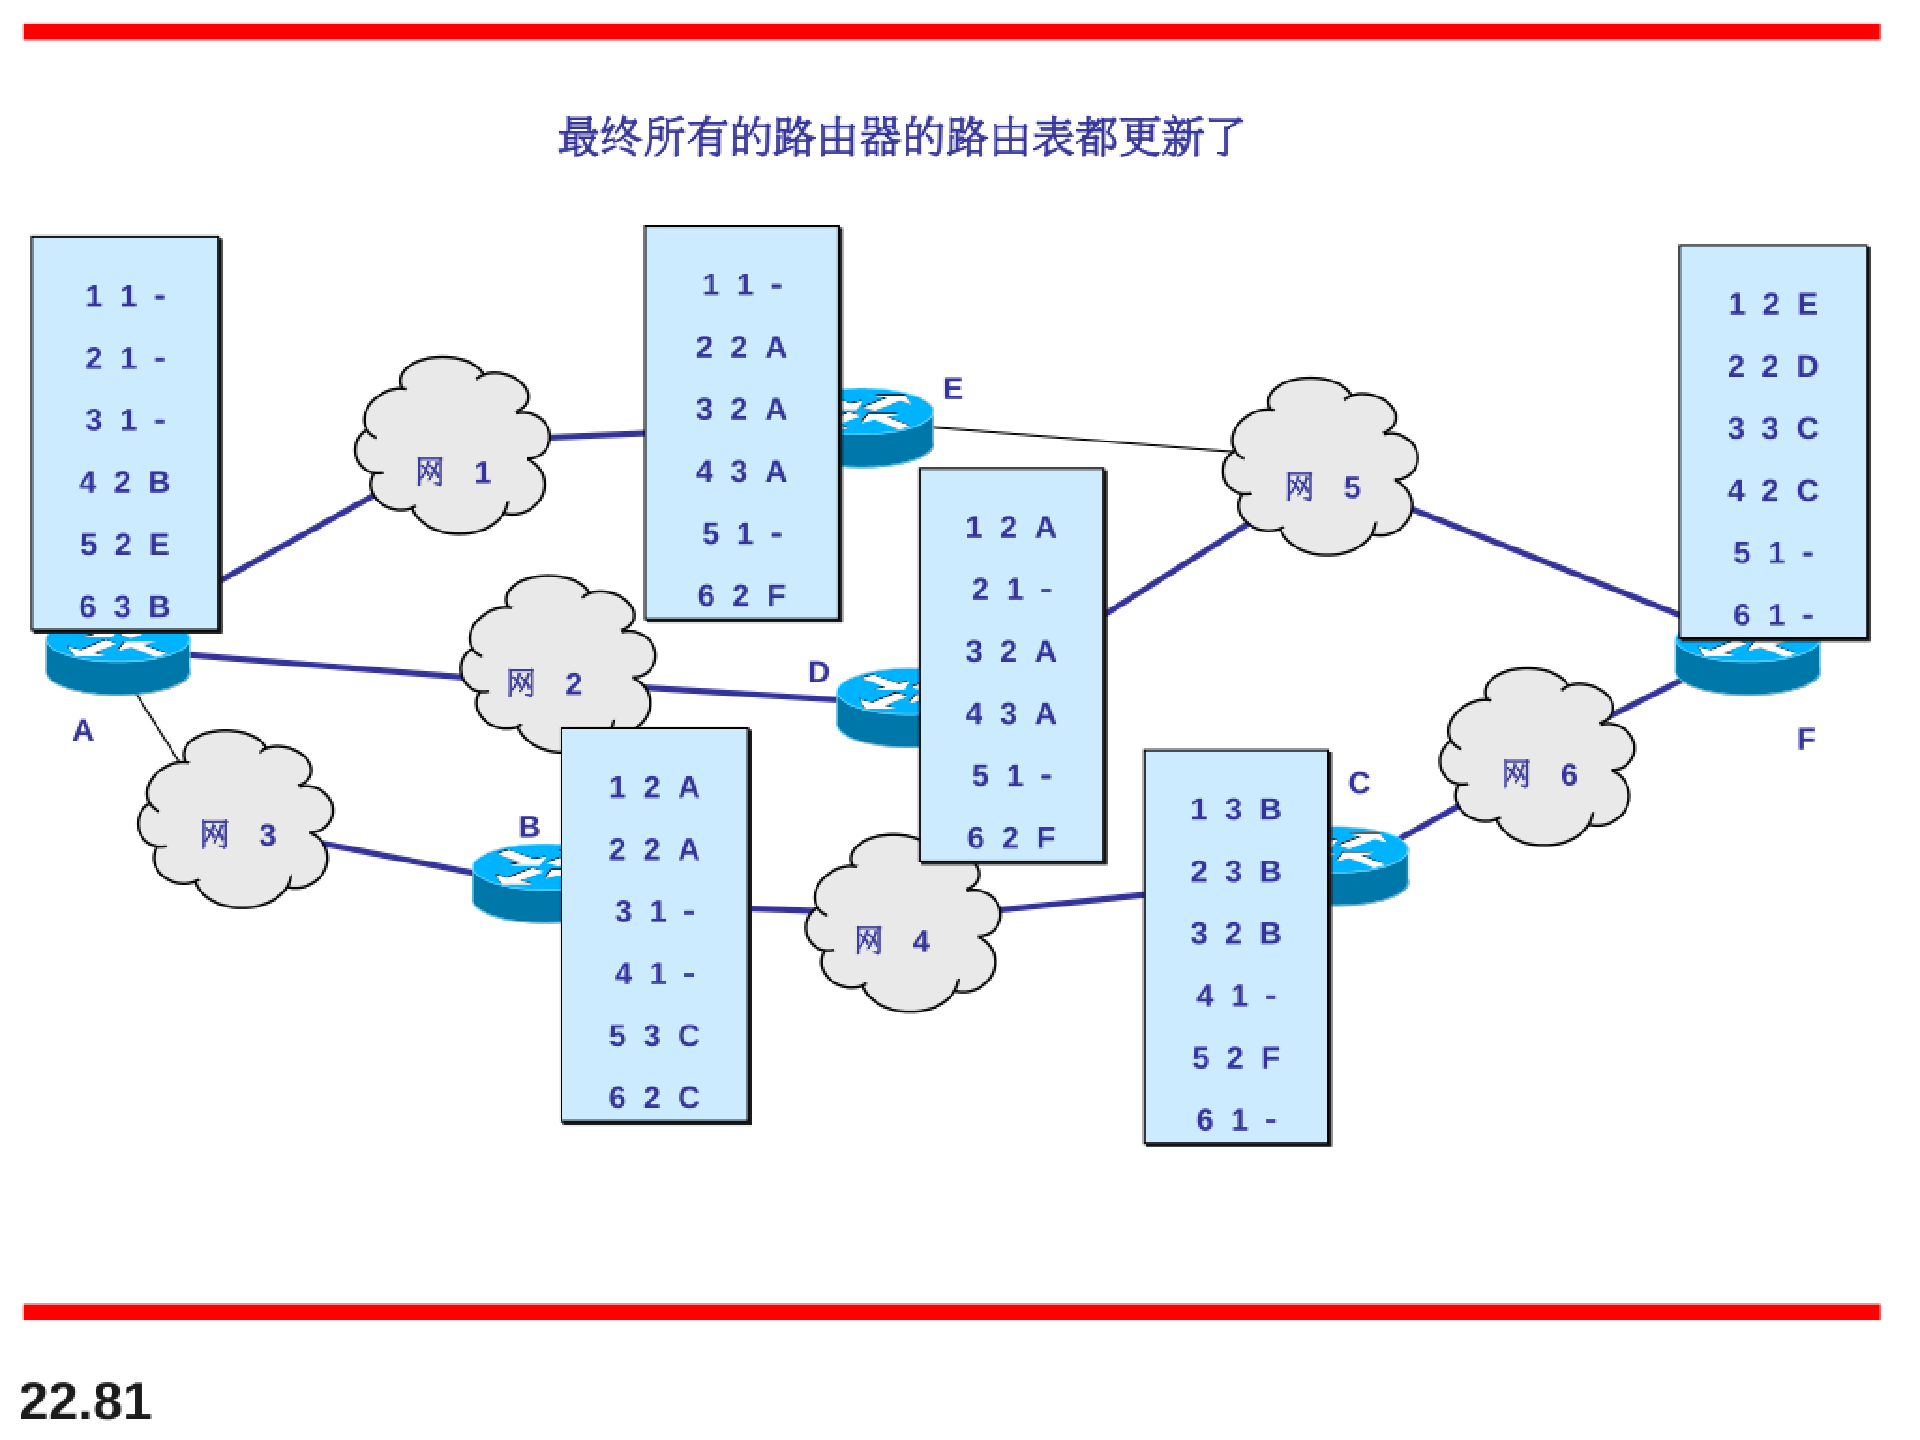 最终所有的路由器的路由表都更新了
1 1 -
2 1 -
3 1 -
4 2 B
5 2 E
6 3 B
A
网 1
1 1 -
2 2 A
3 2 A
4 3 A
5 1 -
6 2 F
E
网 5
1 2 E
2 2 D
3 3 C
4 2 C
5 1 -
6 1 -
F
网 2
D
1 2 A
2 1 -
3 2 A
4 3 A
5 1 -
6 2 F
网 3
B
1 2 A
2 2 A
3 1 -
4 1 -
5 3 C
6 2 C
网 4
1 3 B
2 3 B
3 2 B
4 1 -
5 2 F
6 1 -
C
网 6
22.81